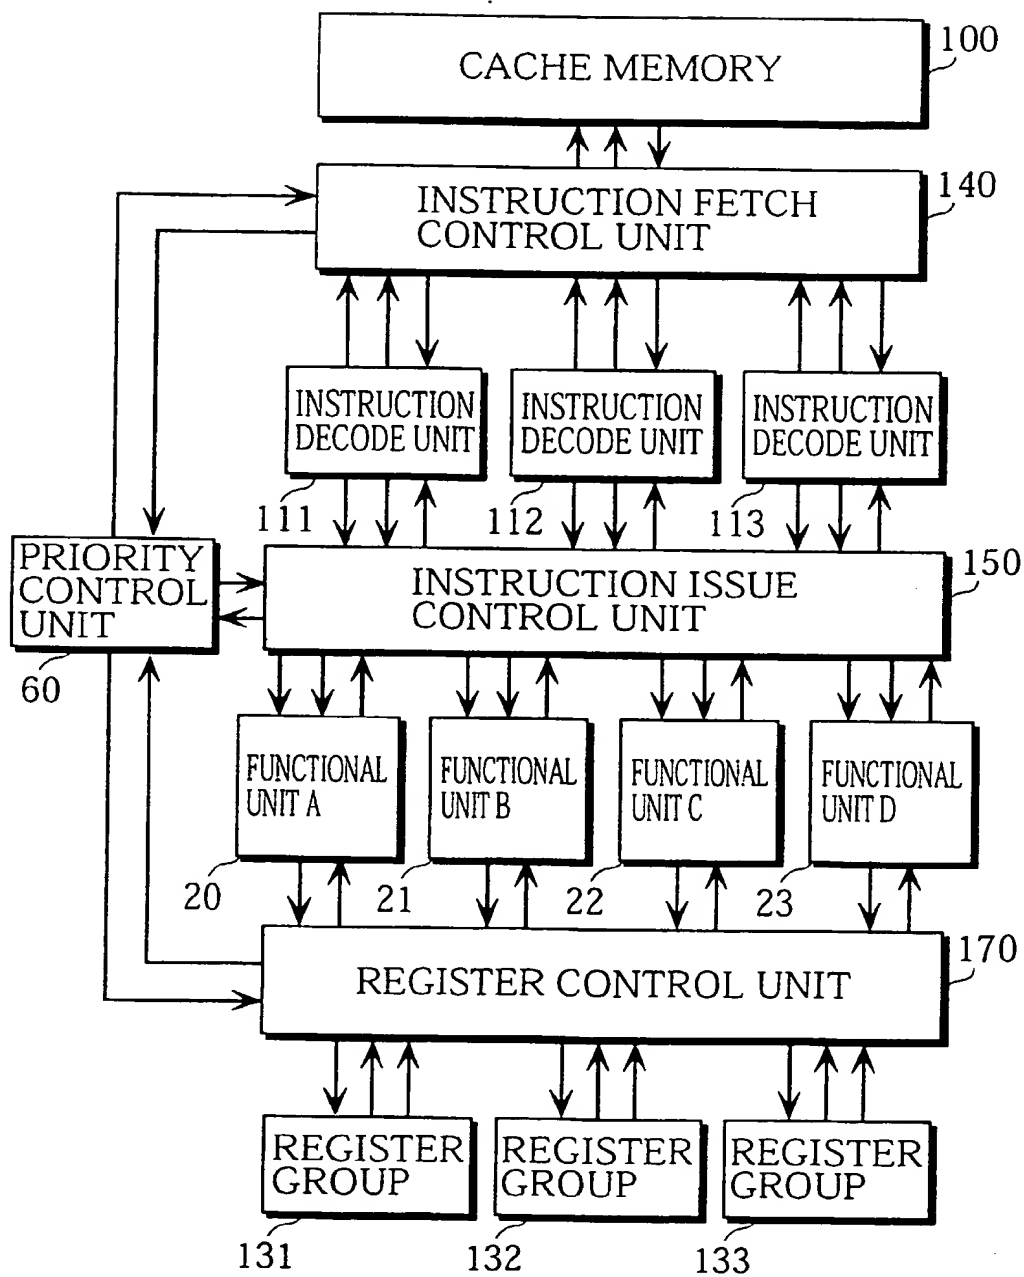 CACHE MEMORY
100
INSTRUCTION FETCH
CONTROL UNIT
140
INSTRUCTION
DECODE UNIT
111
INSTRUCTION
DECODE UNIT
112
INSTRUCTION
DECODE UNIT
113
PRIORITY
CONTROL
UNIT
60
INSTRUCTION ISSUE
CONTROL UNIT
150
FUNCTIONAL
UNIT A
20
FUNCTIONAL
UNIT B
21
FUNCTIONAL
UNIT C
22
FUNCTIONAL
UNIT D
23
REGISTER CONTROL UNIT
170
REGISTER
GROUP
131
REGISTER
GROUP
132
REGISTER
GROUP
133